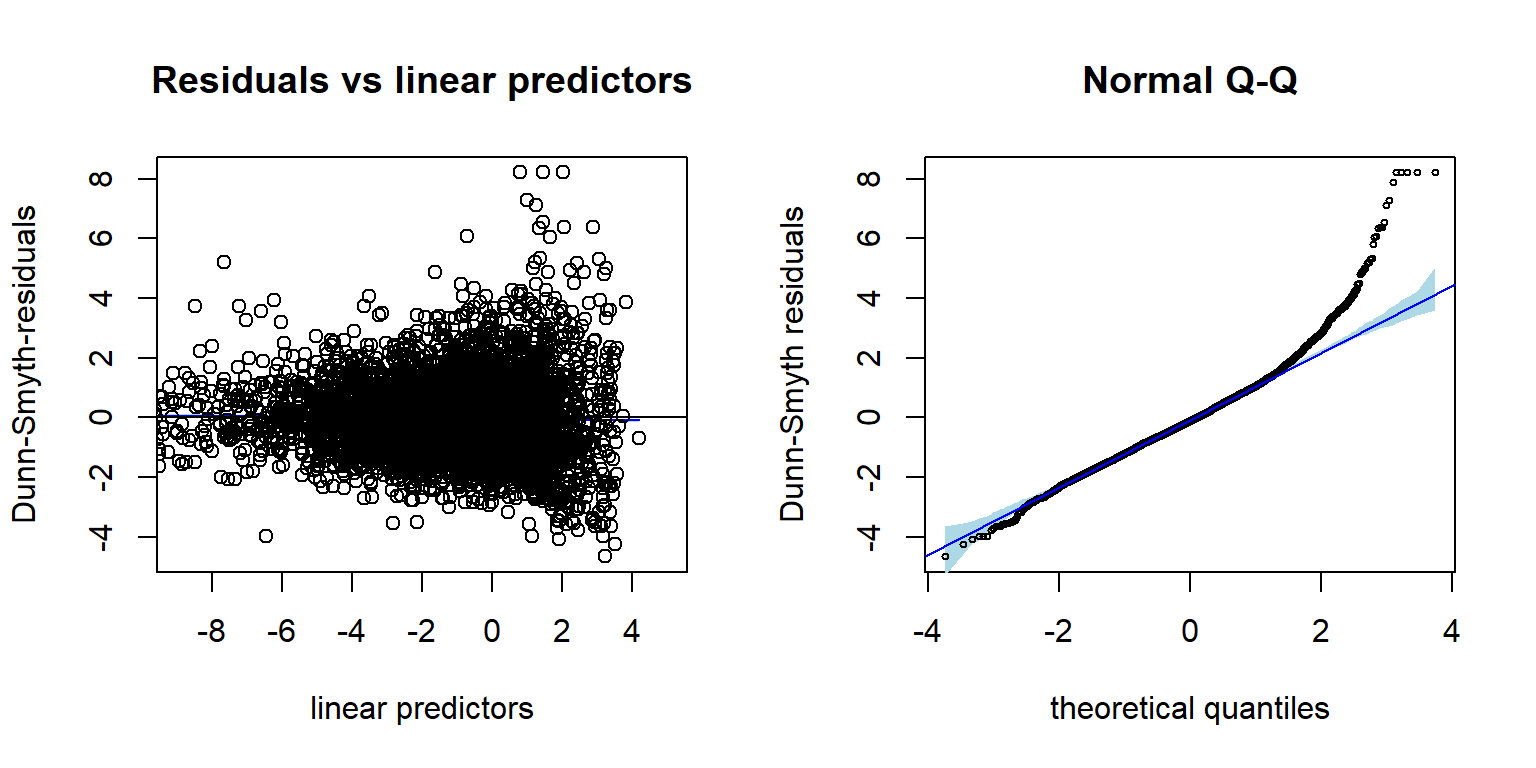 Residuals vs linear predictors
Dunn-Smyth-residuals
8
6
4
2
0
-2
-4
-8 -6 -4 -2 0 2 4
linear predictors
Normal Q-Q
Dunn-Smyth residuals
8
6
4
2
0
-2
-4
-4 -2 0 2 4
theoretical quantiles